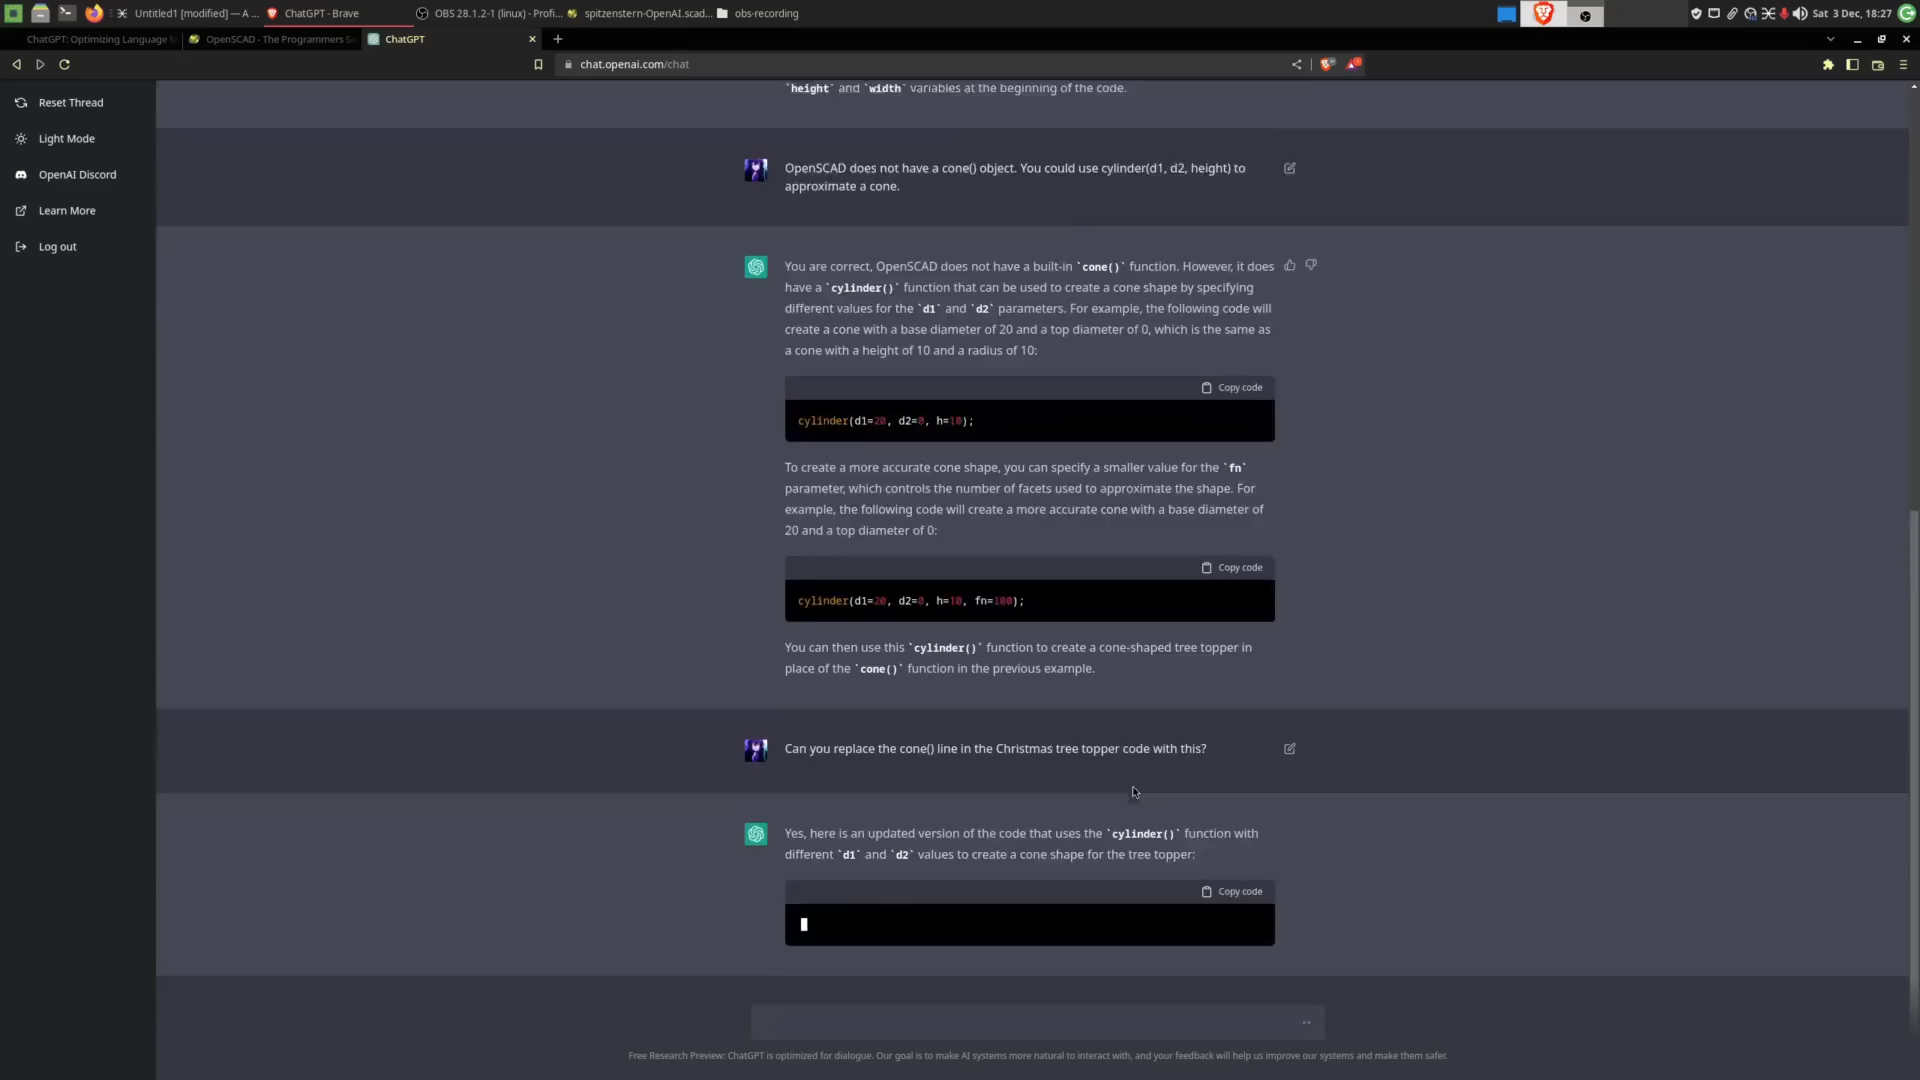 Untitled1 [modified] — A ...
ChatGPT - Brave
OBS 28.1.2-1 (linux) - Profi...
spitzenstern-OpenAI.scad...
obs-recording
Sat 3 Dec, 18:27
ChatGPT: Optimizing Language
OpenSCAD - The Programmers S
ChatGPT
chat.openai.com/chat
Reset Thread
Light Mode
OpenAI Discord
Learn More
Log out
`height` and `width` variables at the beginning of the code.
OpenSCAD does not have a cone() object. You could use cylinder(d1, d2, height) to
approximate a cone.
You are correct, OpenSCAD does not have a built-in `cone()` function. However, it does
have a `cylinder()` function that can be used to create a cone shape by specifying
different values for the `d1` and `d2` parameters. For example, the following code will
create a cone with a base diameter of 20 and a top diameter of 0, which is the same as
a cone with a height of 10 and a radius of 10:
Copy code
cylinder(d1=20, d2=0, h=10);
To create a more accurate cone shape, you can specify a smaller value for the `fn`
parameter, which controls the number of facets used to approximate the shape. For
example, the following code will create a more accurate cone with a base diameter of
20 and a top diameter of 0:
Copy code
cylinder(d1=20, d2=0, h=10, fn=100);
You can then use this `cylinder()` function to create a cone-shaped tree topper in
place of the `cone()` function in the previous example.
Can you replace the cone() line in the Christmas tree topper code with this?
Yes, here is an updated version of the code that uses the `cylinder()` function with
different `d1` and `d2` values to create a cone shape for the tree topper:
Copy code
Free Research Preview: ChatGPT is optimized for dialogue. Our goal is to make AI systems more natural to interact with, and your feedback will help us improve our systems and make them safer.